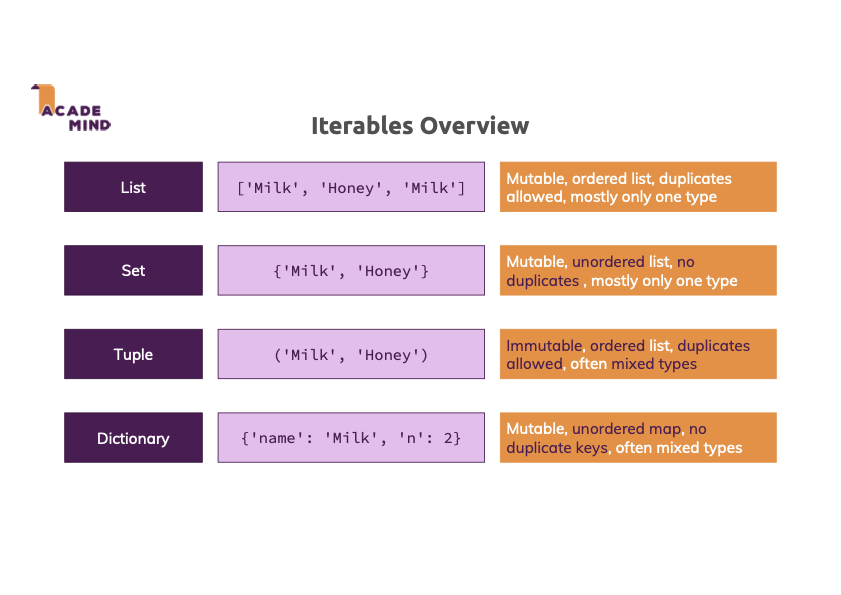 ACADE
MIND
Iterables Overview
List
['Milk', 'Honey', 'Milk']
Mutable, ordered list, duplicates
allowed, mostly only one type
Set
{'Milk', 'Honey'}
Mutable, unordered list, no
duplicates , mostly only one type
Tuple
('Milk', 'Honey')
Immutable, ordered list, duplicates
allowed, often mixed types
Dictionary
{'name': 'Milk', 'n': 2}
Mutable, unordered map, no
duplicate keys, often mixed types